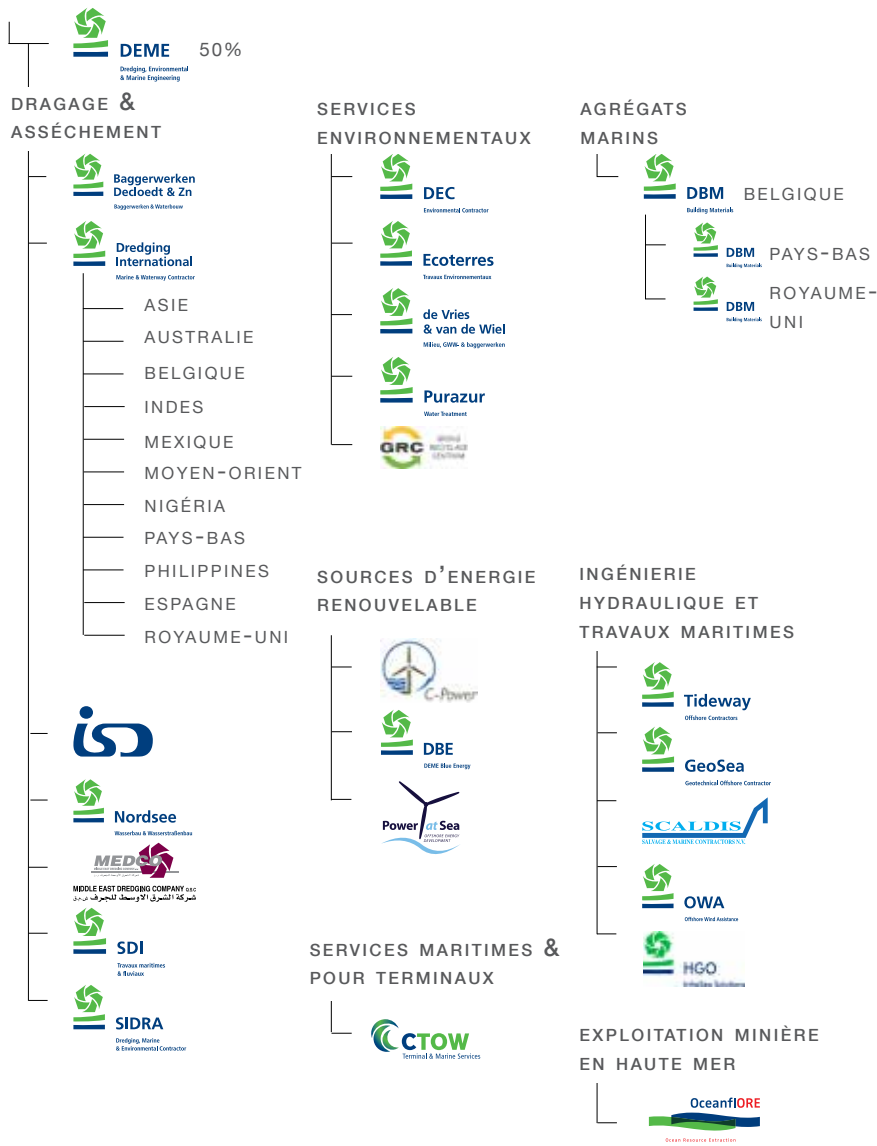 DEME 50%
Dredging, Environmental
& Marine Engineering
DRAGAGE &
ASSÉCHEMENT
Baggerwerken
Decloedt & Zn
Baggerwerken & Waterbouw
Dredging
International
Marine & Waterway Contractor
ASIE
AUSTRALIE
BELGIQUE
INDES
MEXIQUE
MOYEN-ORIENT
NIGÉRIA
PAYS-BAS
PHILIPPINES
ESPAGNE
ROYAUME-UNI
isd
Nordsee
Wasserbau & Wasserstraßenbau
MEDCO
MIDDLE EAST DREDGING COMPANY Q.S.C
شركة الشرق الاوسط للجرف ش.م.ق
SDI
Travaux maritimes
& fluviaux
SIDRA
Dredging, Marine
& Environmental Contractor
SERVICES
ENVIRONNEMENTAUX
DEC
Environmental Contractor
Ecoterres
Travaux Environnementaux
de Vries
& van de Wiel
Milieu, GWW- & baggerwerken
Purazur
Water Treatment
GRC
RECYCLAGE
CENTRUM
SOURCES D'ENERGIE
RENOUVELABLE
C-Power
DBE
DEME Blue Energy
Power at Sea
OFFSHORE ENERGY
DEVELOPMENT
SERVICES MARITIMES &
POUR TERMINAUX
CTOW
Terminal & Marine Services
AGRÉGATS
MARINS
DBM BELGIQUE
Building Materials
DBM PAYS-BAS
Building Materials
DBM ROYAUME-
UNI
Building Materials
INGÉNIERIE
HYDRAULIQUE ET
TRAVAUX MARITIMES
Tideway
Offshore Contractors
GeoSea
Geotechnical Offshore Contractor
SCALDIS
SALVAGE & MARINE CONTRACTORS N.V.
OWA
Offshore Wind Assistance
HGO
InfraSea Solutions
EXPLOITATION MINIÈRE
EN HAUTE MER
OceanflORE
Ocean Resource Extraction